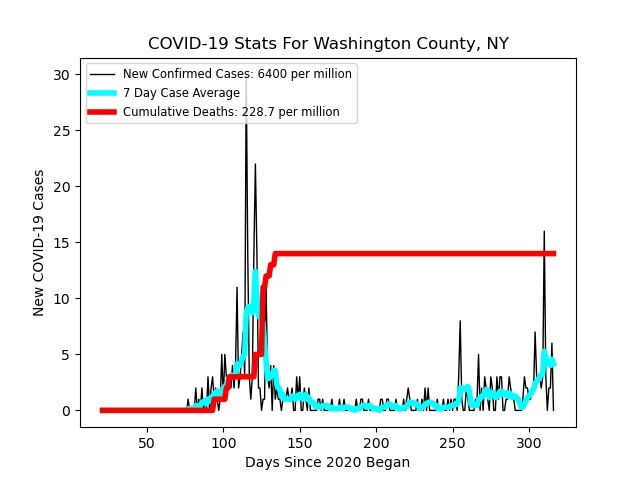 COVID-19 Stats For Washington County, NY
New Confirmed Cases: 6400 per million
7 Day Case Average
Cumulative Deaths: 228.7 per million
New COVID-19 Cases
30
25
20
15
10
5
0
50 100 150 200 250 300
Days Since 2020 Began